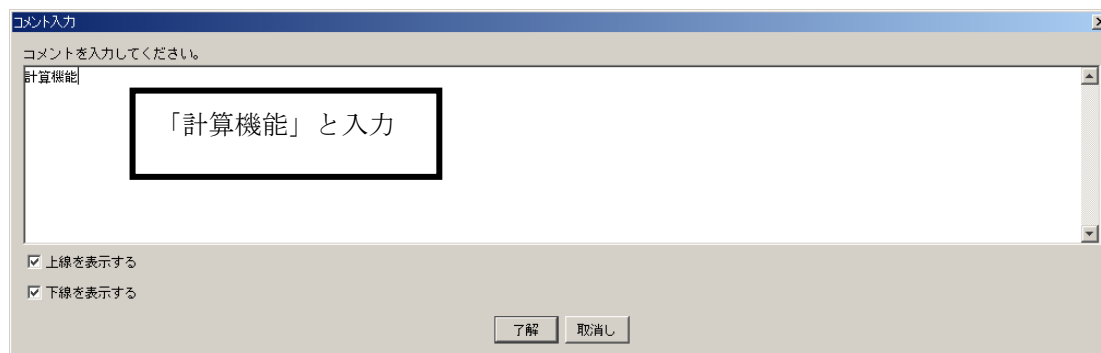 コメント入力
コメントを入力してください。
計算機能
「計算機能」と入力
上線を表示する
下線を表示する
了解
取消し